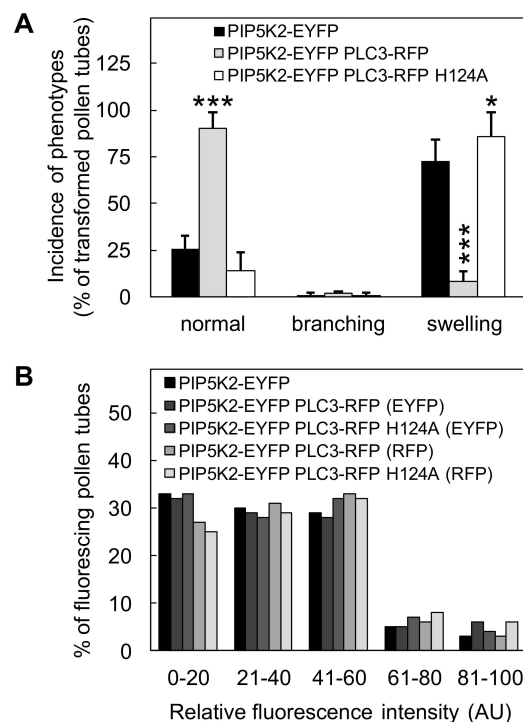 A
PIP5K2-EYFP
PIP5K2-EYFP PLC3-RFP
PIP5K2-EYFP PLC3-RFP H124A
Incidence of phenotypes
(% of transformed pollen tubes)
125
100
75
50
25
0
***
***
*
normal branching swelling
B
PIP5K2-EYFP
PIP5K2-EYFP PLC3-RFP (EYFP)
PIP5K2-EYFP PLC3-RFP H124A (EYFP)
PIP5K2-EYFP PLC3-RFP (RFP)
PIP5K2-EYFP PLC3-RFP H124A (RFP)
% of fluorescing pollen tubes
50
40
30
20
10
0
0-20 21-40 41-60 61-80 81-100
Relative fluorescence intensity (AU)